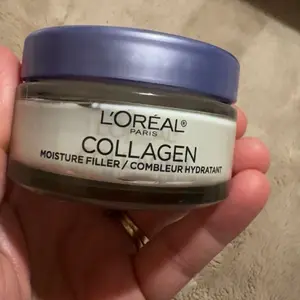 L'ORÉAL®
PARIS
COLLAGEN
MOISTURE FILLER / COMBLEUR HYDRATANT